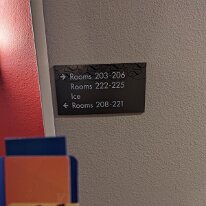 → Rooms 203-206
Rooms 222-225
Ice
← Rooms 208-221